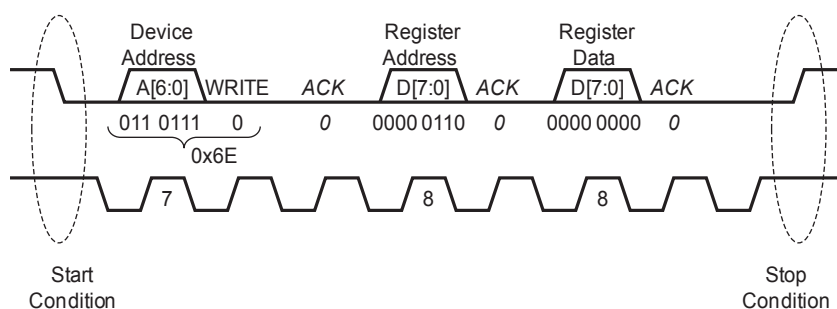 Device
Address
Register
Address
Register
Data
A[6:0] WRITE ACK D[7:0] ACK D[7:0] ACK
011 0111 0 0 0000 0110 0 0000 0000 0
0x6E
7 8 8
Start
Condition
Stop
Condition